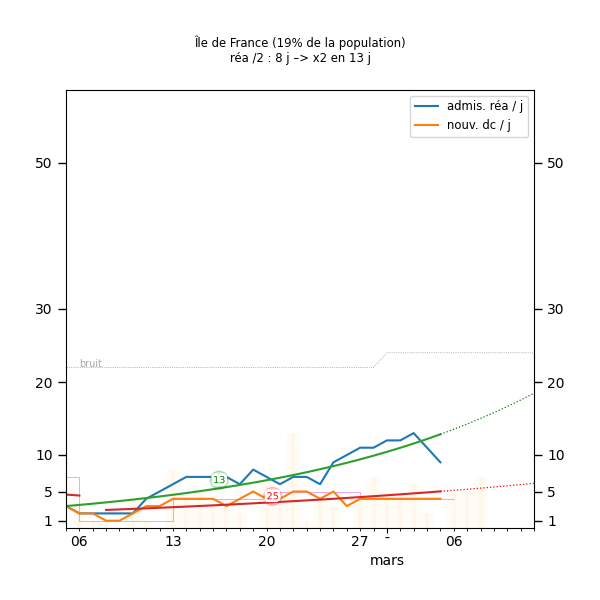 Île de France (19% de la population)
réa /2 : 8 j –> x2 en 13 j
admis. réa / j
nouv. dc / j
50 50
30 30
bruit
20 20
10 10
13
25
5 5
1 1
06 13 20 27 - 06
mars